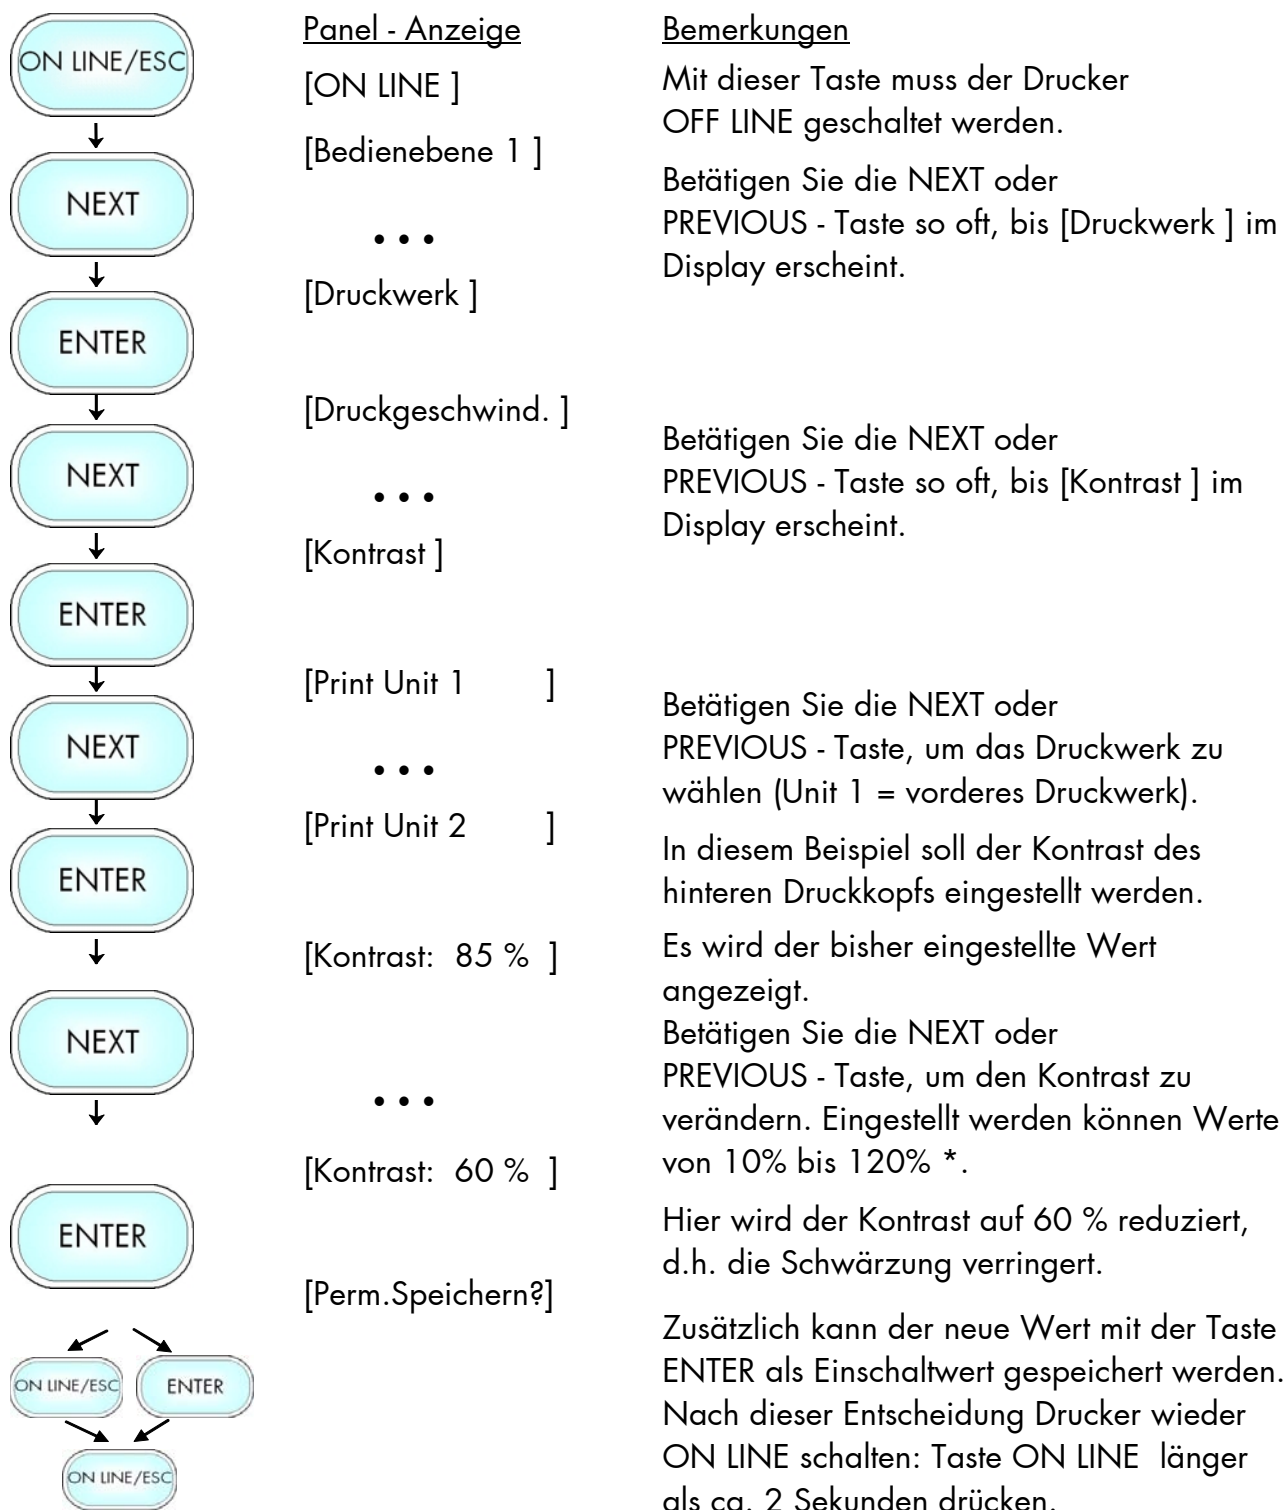 ON LINE/ESC
NEXT
ENTER
NEXT
ENTER
NEXT
ENTER
NEXT
ENTER
ON LINE/ESC
ENTER
ON LINE/ESC
Panel - Anzeige
[ON LINE ]
[Bedienebene 1 ]
• • •
[Druckwerk ]
[Druckgeschwind. ]
• • •
[Kontrast ]
[Print Unit 1 ]
• • •
[Print Unit 2 ]
[Kontrast: 85 % ]
• • •
[Kontrast: 60 % ]
[Perm.Speichern?]
Bemerkungen
Mit dieser Taste muss der Drucker
OFF LINE geschaltet werden.
Betätigen Sie die NEXT oder
PREVIOUS - Taste so oft, bis [Druckwerk ] im
Display erscheint.
Betätigen Sie die NEXT oder
PREVIOUS - Taste so oft, bis [Kontrast ] im
Display erscheint.
Betätigen Sie die NEXT oder
PREVIOUS - Taste, um das Druckwerk zu
wählen (Unit 1 = vorderes Druckwerk).
In diesem Beispiel soll der Kontrast des
hinteren Druckkopfs eingestellt werden.
Es wird der bisher eingestellte Wert
angezeigt.
Betätigen Sie die NEXT oder
PREVIOUS - Taste, um den Kontrast zu
verändern. Eingestellt werden können Werte
von 10% bis 120% *.
Hier wird der Kontrast auf 60 % reduziert,
d.h. die Schwärzung verringert.
Zusätzlich kann der neue Wert mit der Taste
ENTER als Einschaltwert gespeichert werden.
Nach dieser Entscheidung Drucker wieder
ON LINE schalten: Taste ON LINE länger
als ca. 2 Sekunden drücken.